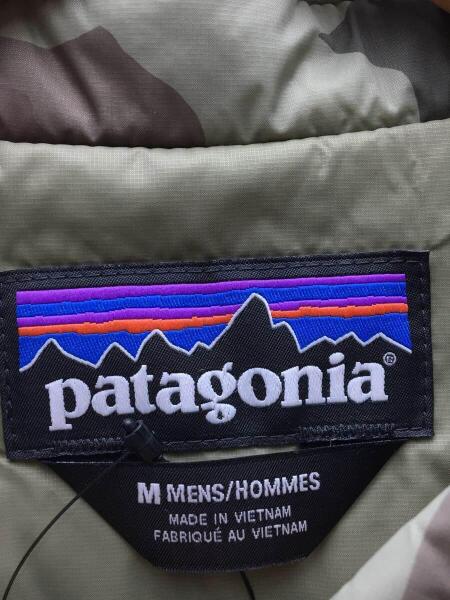 patagonia®
M MENS/HOMMES
MADE IN VIETNAM
FABRIQUÉ AU VIETNAM